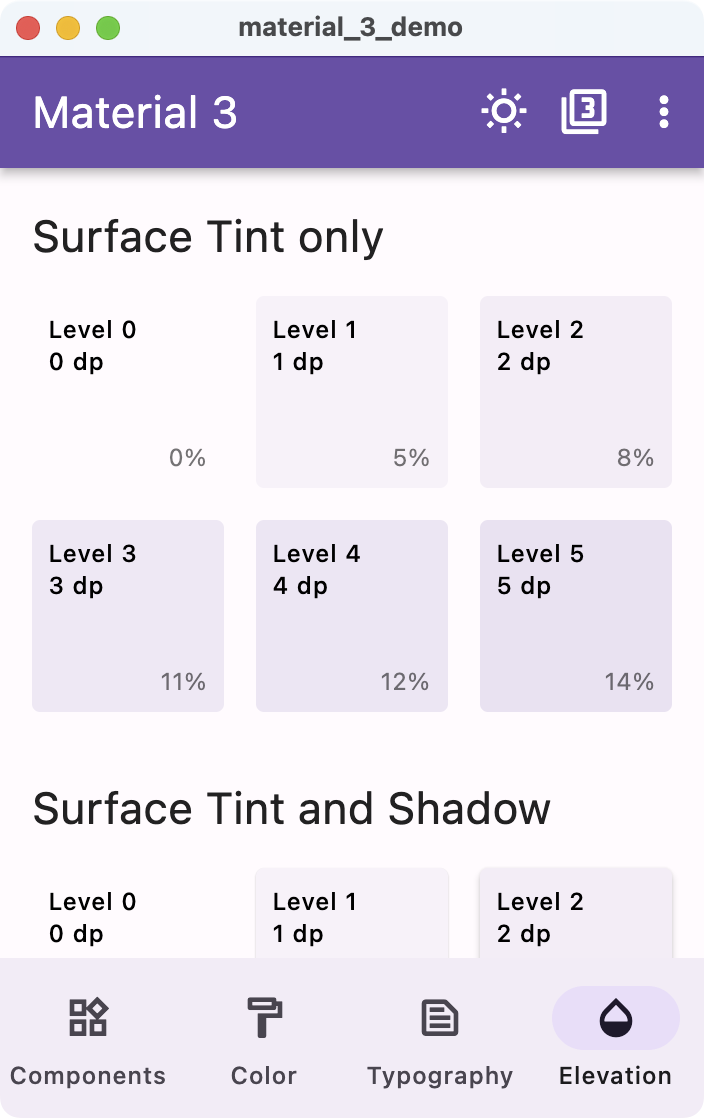 material_3_demo
Material 3
3
Surface Tint only
Level 0
0 dp
0%
Level 1
1 dp
5%
Level 2
2 dp
8%
Level 3
3 dp
11%
Level 4
4 dp
12%
Level 5
5 dp
14%
Surface Tint and Shadow
Level 0
0 dp
Level 1
1 dp
Level 2
2 dp
Components
Color
Typography
Elevation